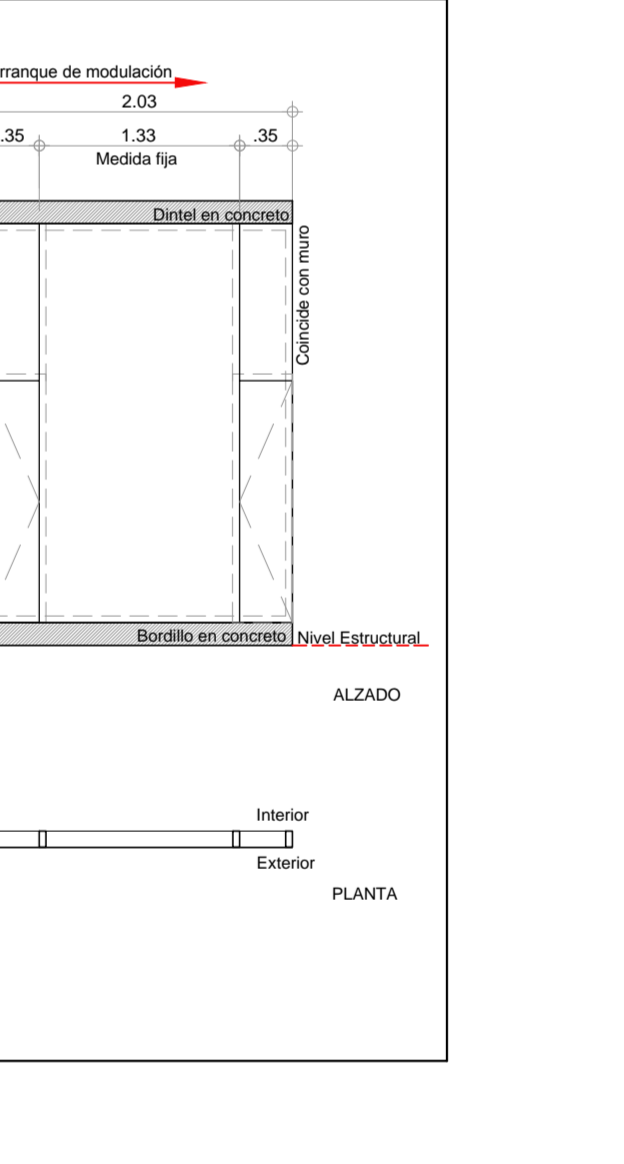 rranque de modulación
2.03
.35
1.33
.35
Medida fija
Dintel en concreto
Coincide con muro
Bordillo en concreto
Nivel Estructural
ALZADO
Interior
Exterior
PLANTA